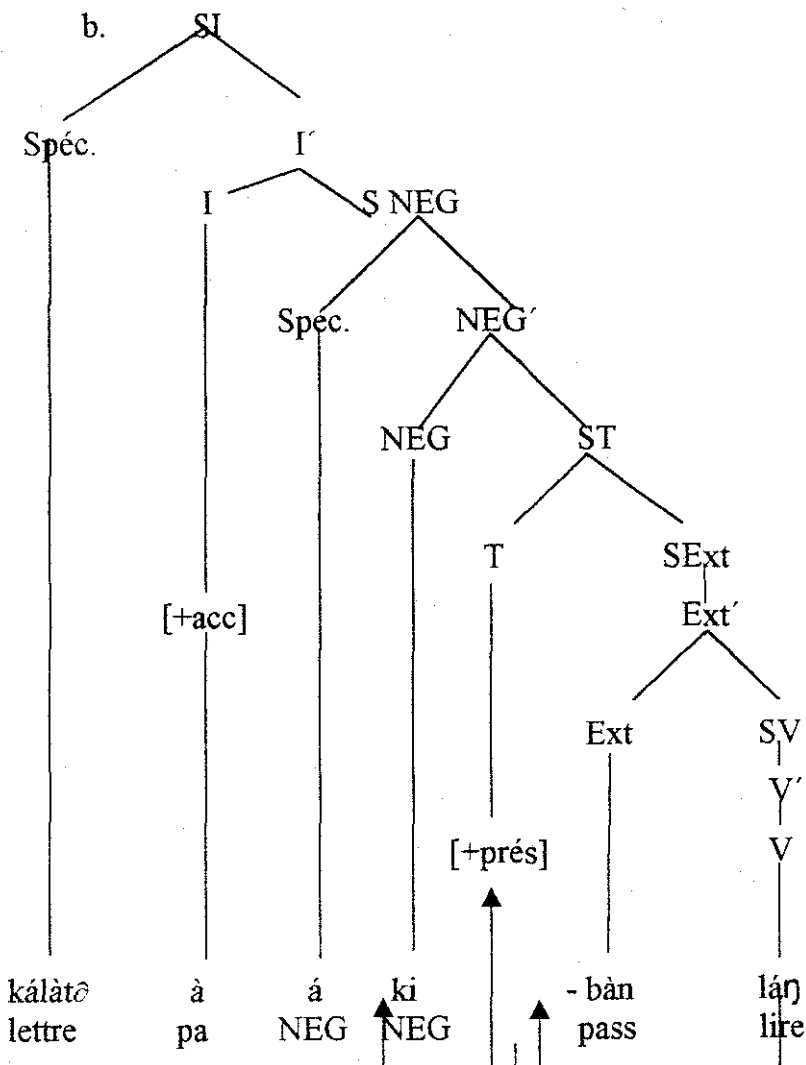 b. SI
Spéc. I´
I S NEG
Spéc. NEG´
NEG ST
T SExt
[+acc] Ext´
Ext SV
V´
[+prés] V
kálàt∂ à á ki - bàn láŋ
lettre pa NEG NEG pass lire